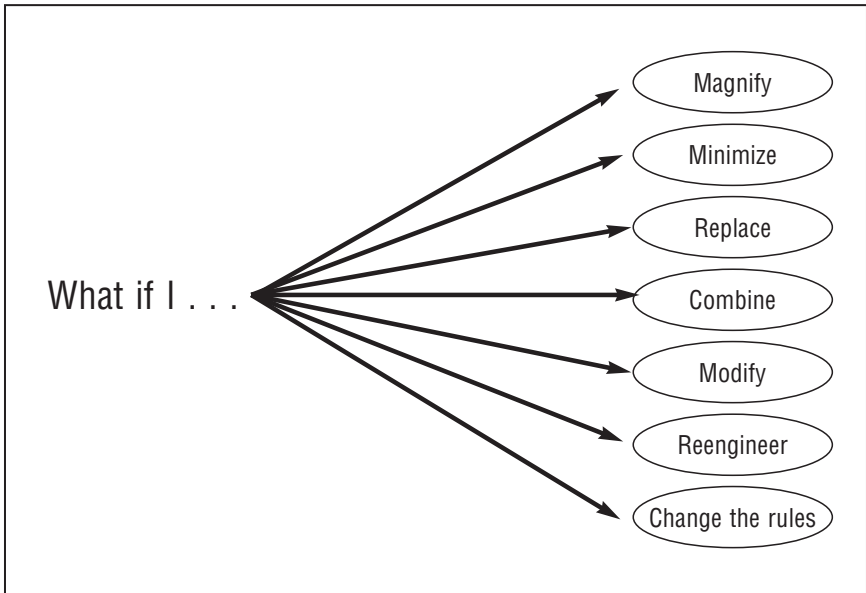 What if I . . .
Magnify
Minimize
Replace
Combine
Modify
Reengineer
Change the rules